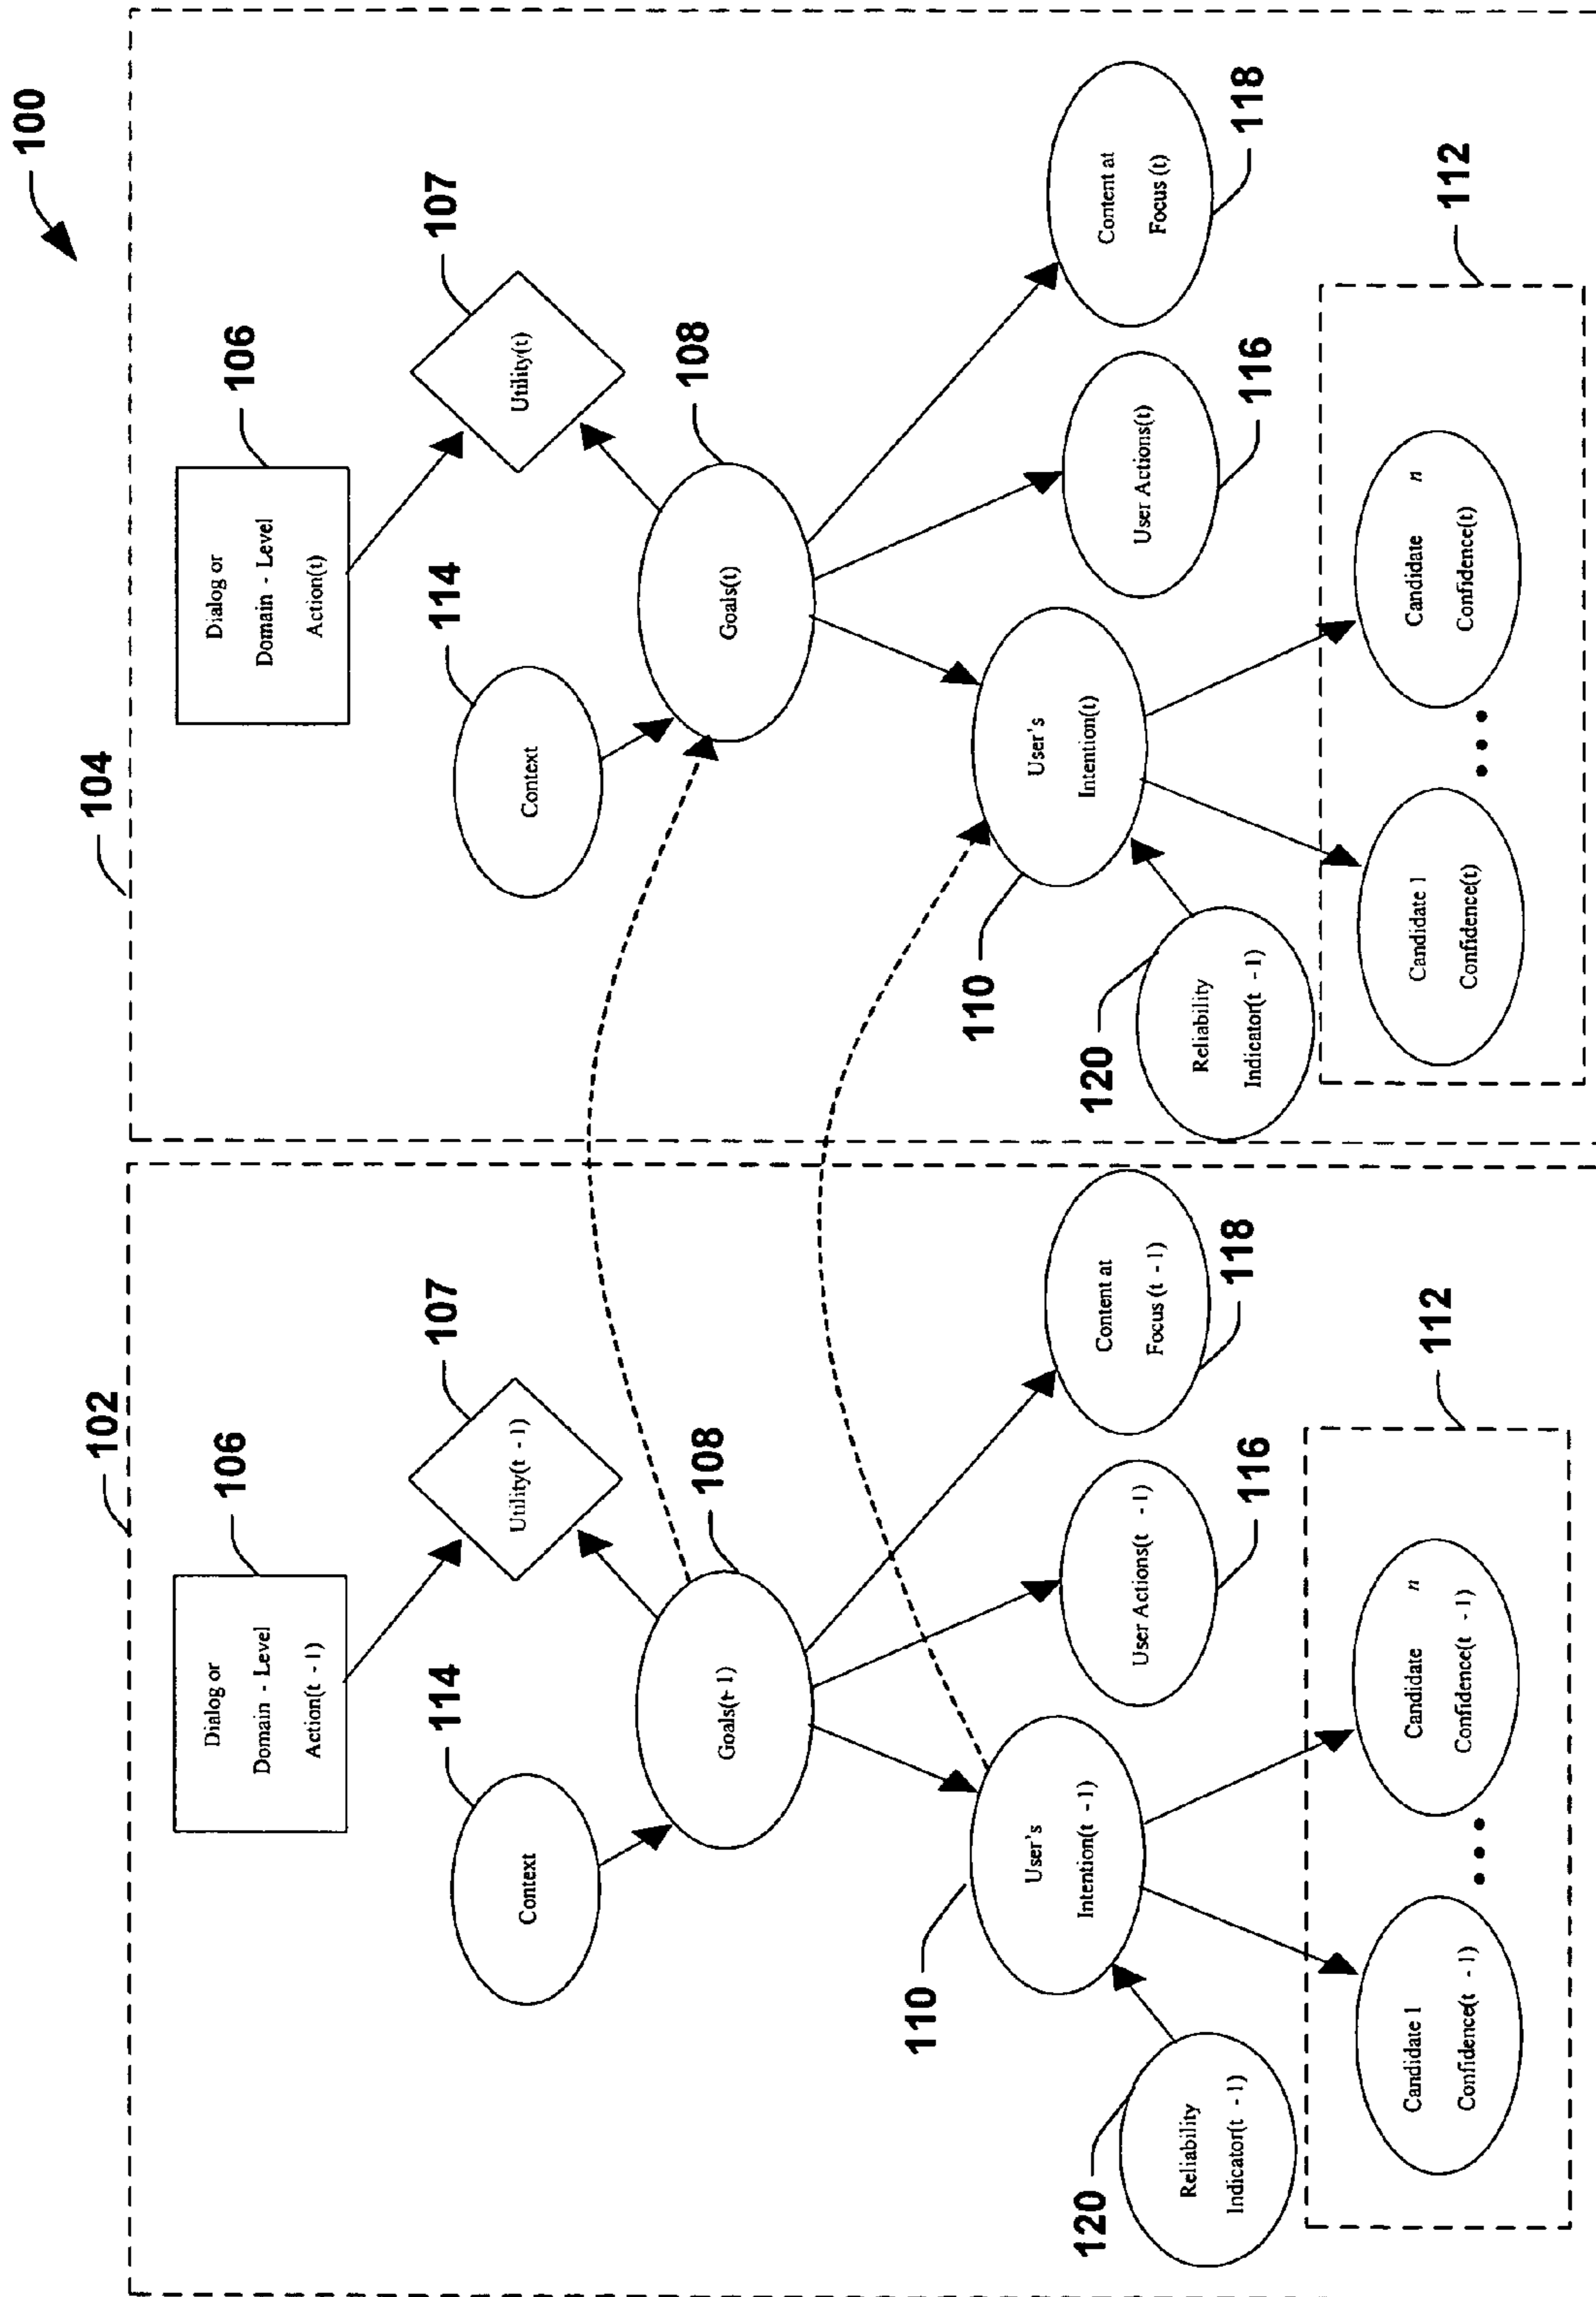 100
102
106
Dialog or
Domain - Level
Action(t - 1)
107
Utility(t - 1)
114
Context
108
Goals(t- 1)
110
User's
Intention(t - 1)
User Actions(t - 1)
116
Content at
Focus (t - 1)
118
120
Reliability
Indicator(t - 1)
112
Candidate 1
Confidence(t - 1)
Candidate n
Confidence(t - 1)
104
106
Dialog or
Domain - Level
Action(t)
107
Utility(t)
114
Context
108
Goals(t)
110
User's
Intention(t)
User Actions(t)
116
Content at
Focus (t)
118
120
Reliability
Indicator(t - 1)
112
Candidate 1
Confidence(t)
Candidate n
Confidence(t)